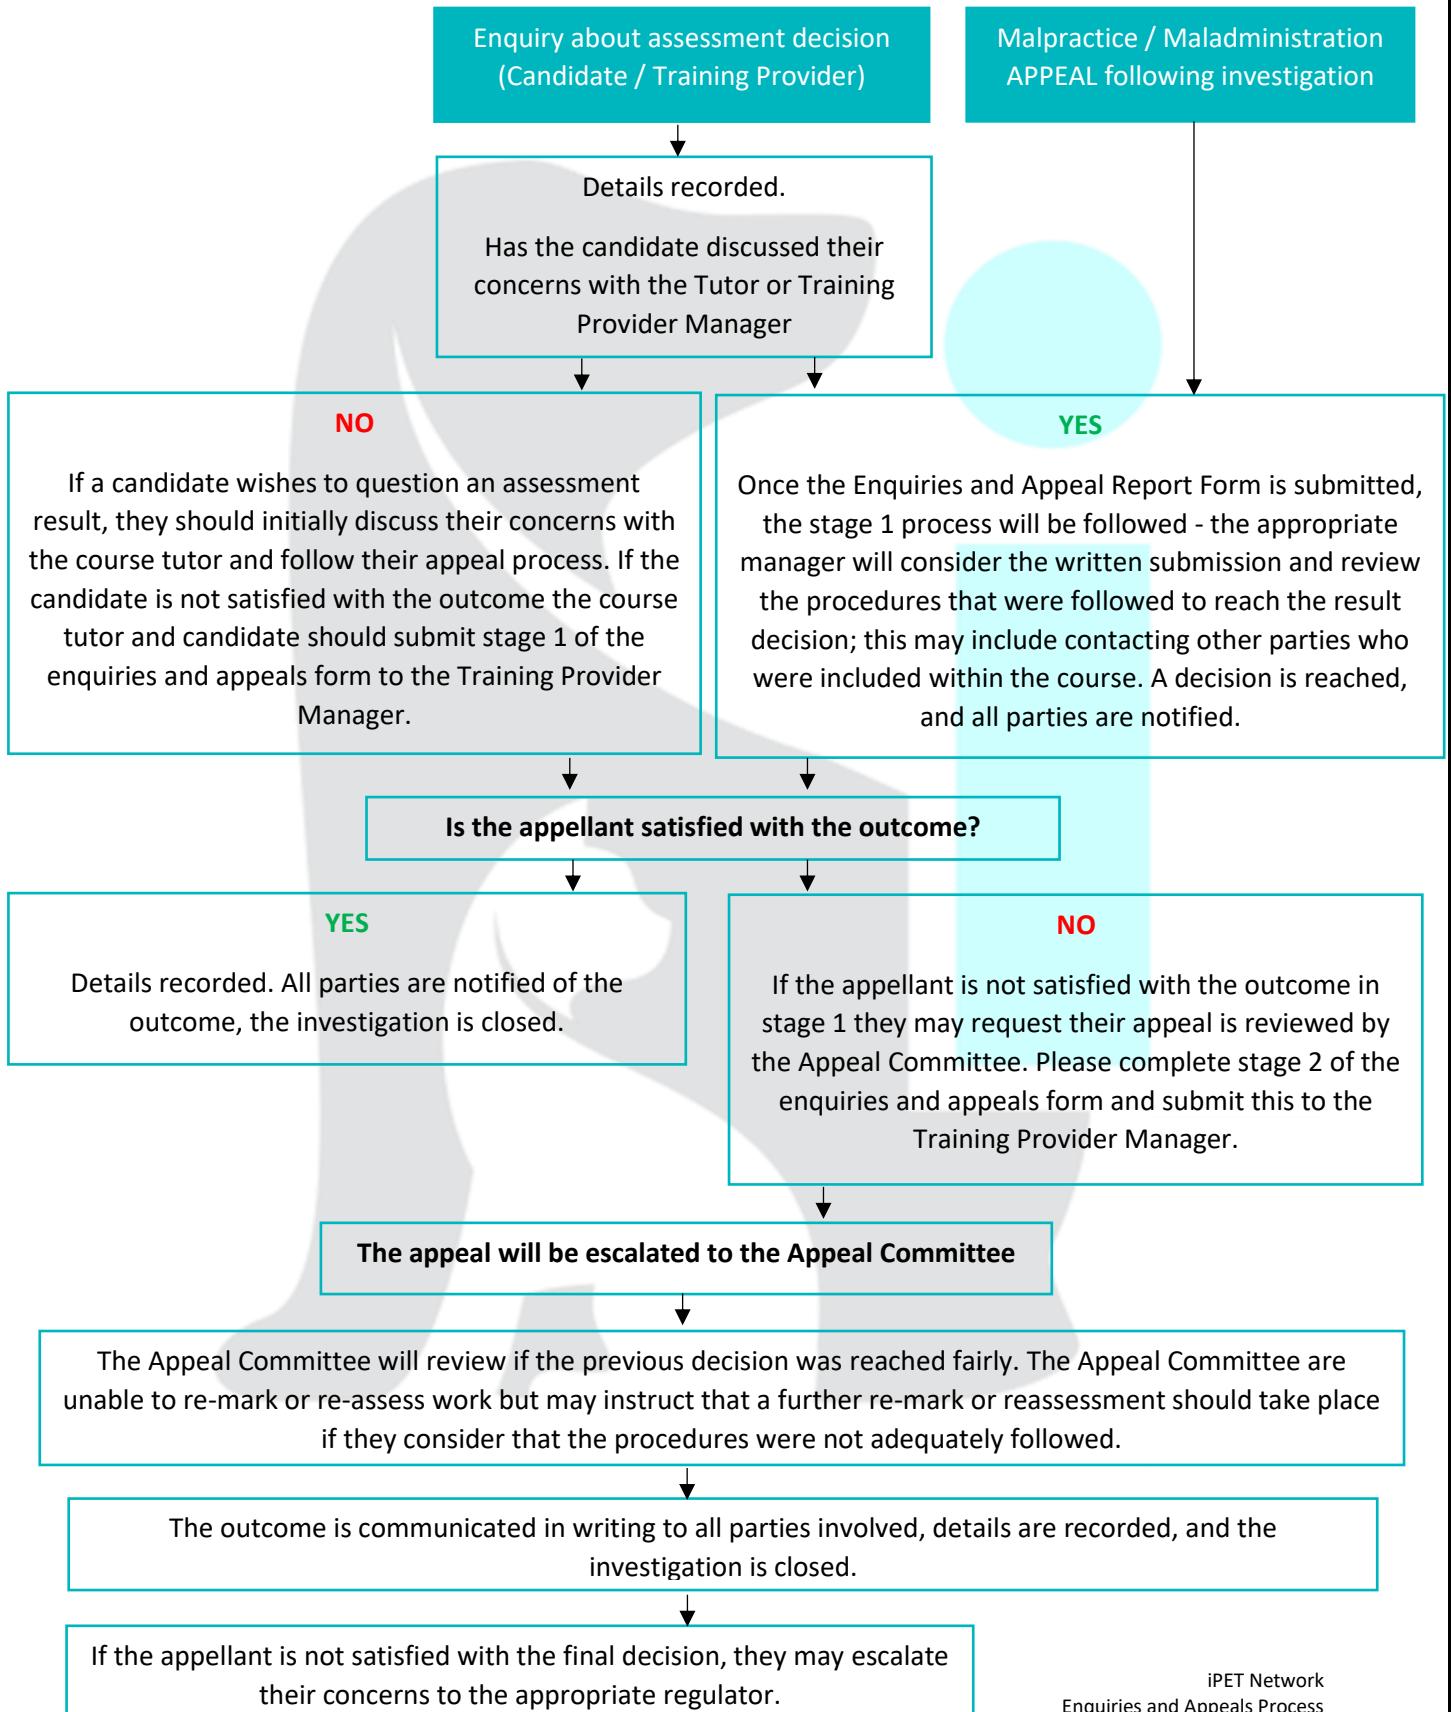 Enquiry about assessment decision
(Candidate / Training Provider)
Malpractice / Maladministration
APPEAL following investigation
Details recorded.
Has the candidate discussed their
concerns with the Tutor or Training
Provider Manager
NO
If a candidate wishes to question an assessment
result, they should initially discuss their concerns with
the course tutor and follow their appeal process. If the
candidate is not satisfied with the outcome the course
tutor and candidate should submit stage 1 of the
enquiries and appeals form to the Training Provider
Manager.
YES
Once the Enquiries and Appeal Report Form is submitted,
the stage 1 process will be followed - the appropriate
manager will consider the written submission and review
the procedures that were followed to reach the result
decision; this may include contacting other parties who
were included within the course. A decision is reached,
and all parties are notified.
Is the appellant satisfied with the outcome?
YES
Details recorded. All parties are notified of the
outcome, the investigation is closed.
NO
If the appellant is not satisfied with the outcome in
stage 1 they may request their appeal is reviewed by
the Appeal Committee. Please complete stage 2 of the
enquiries and appeals form and submit this to the
Training Provider Manager.
The appeal will be escalated to the Appeal Committee
The Appeal Committee will review if the previous decision was reached fairly. The Appeal Committee are
unable to re-mark or re-assess work but may instruct that a further re-mark or reassessment should take place
if they consider that the procedures were not adequately followed.
The outcome is communicated in writing to all parties involved, details are recorded, and the
investigation is closed.
If the appellant is not satisfied with the final decision, they may escalate
their concerns to the appropriate regulator.
iPET Network
Enquiries and Appeals Process